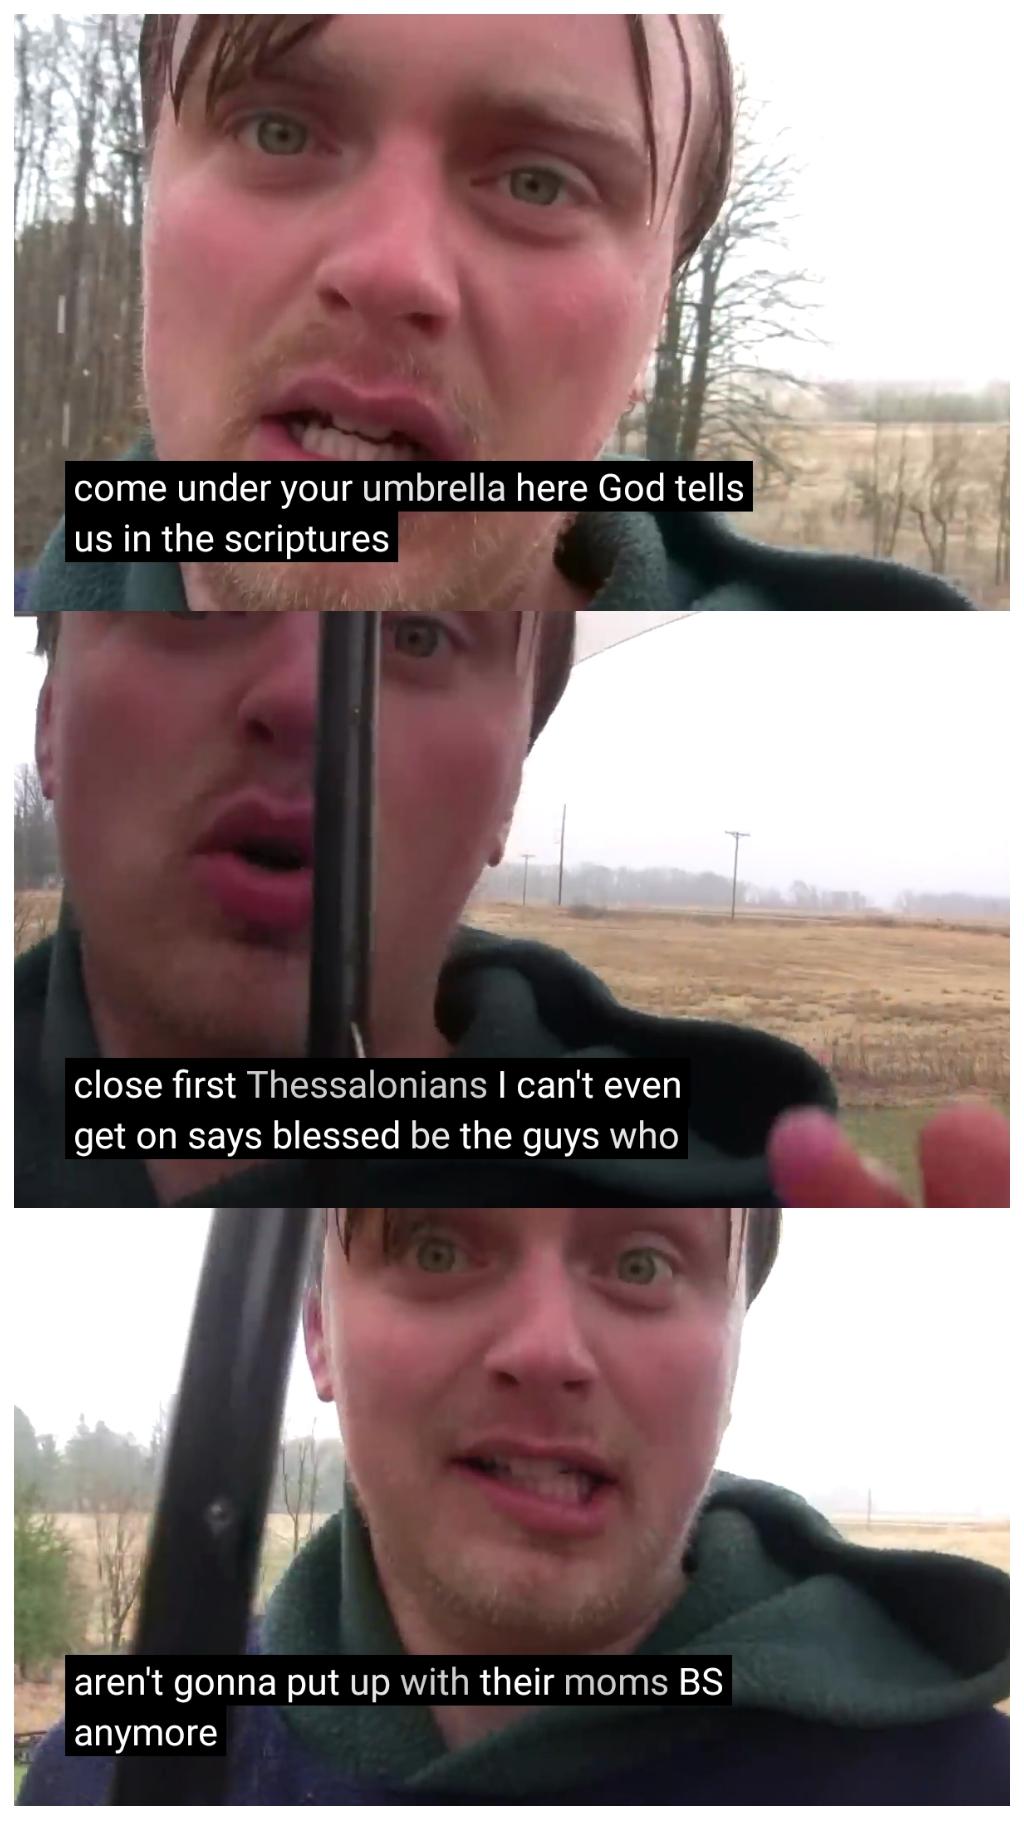 come under your umbrella here God tells
us in the scriptures
close first Thessalonians I can't even
get on says blessed be the guys who
aren't gonna put up with their moms BS
anymore